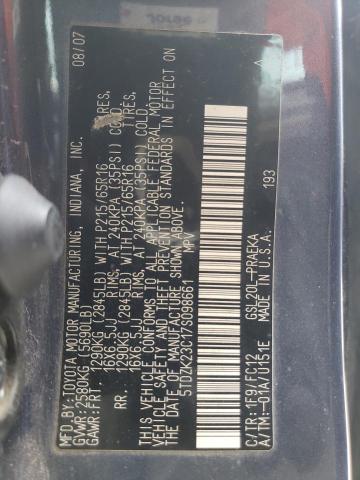 MFD.BY:TOYOTA MOTOR MANUFACTURING, INDIANA, INC. 08/07
GVWR:2580KG (5690LB)
GAWR:FRT. 1290KG (2845LB) WITH P215/65R16 TIRES,
16X6.5JJ RIMS, AT 240KPA (35PSI) COLD.
RR. 1290KG (2845LB) WITH P215/65R16 TIRES,
16X6.5JJ RIMS, AT 240KPA (35PSI) COLD.
THIS VEHICLE CONFORMS TO ALL APPLICABLE FEDERAL MOTOR
VEHICLE SAFETY AND THEFT PREVENTION STANDARDS IN EFFECT ON
THE DATE OF MANUFACTURE SHOWN ABOVE.
5TDZK23C17S098661 MPV
C/TR:1E9/FC12 GSL20L-PRAEKA 193
A/TM:-01A/U151E MADE IN U.S.A.